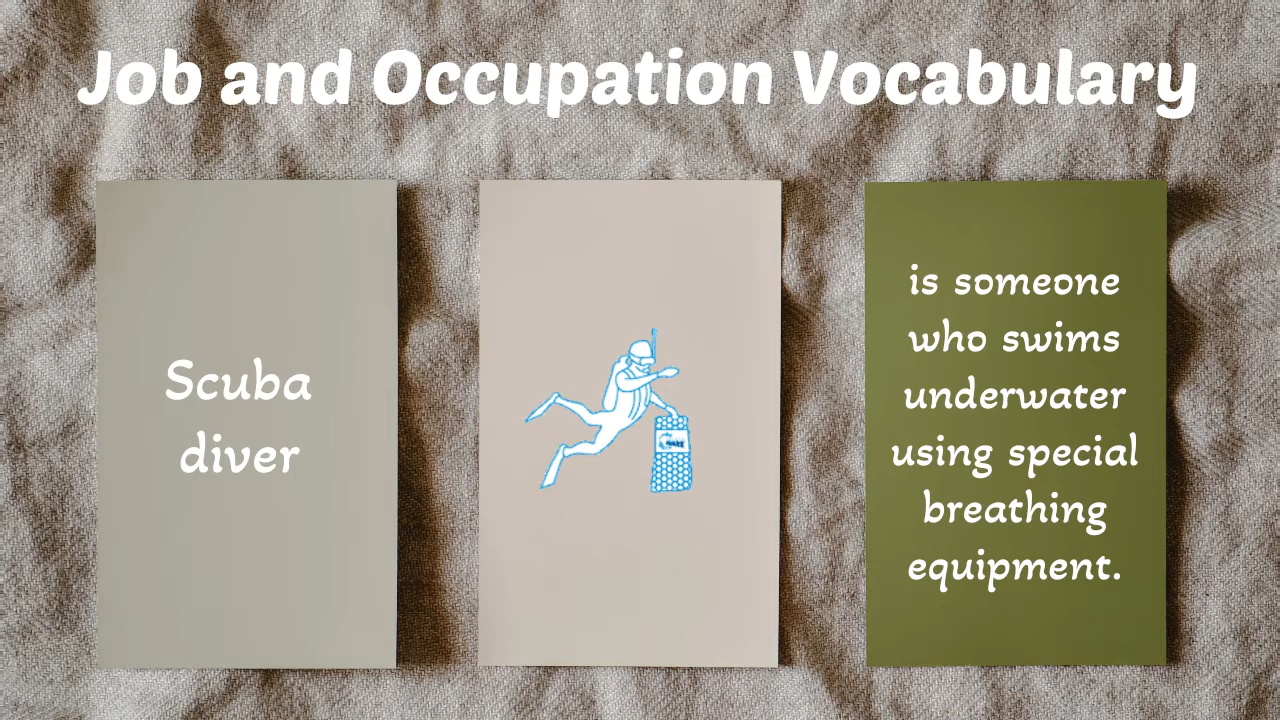 Job and Occupation Vocabulary
Scuba
diver
is someone
who swims
underwater
using special
breathing
equipment.